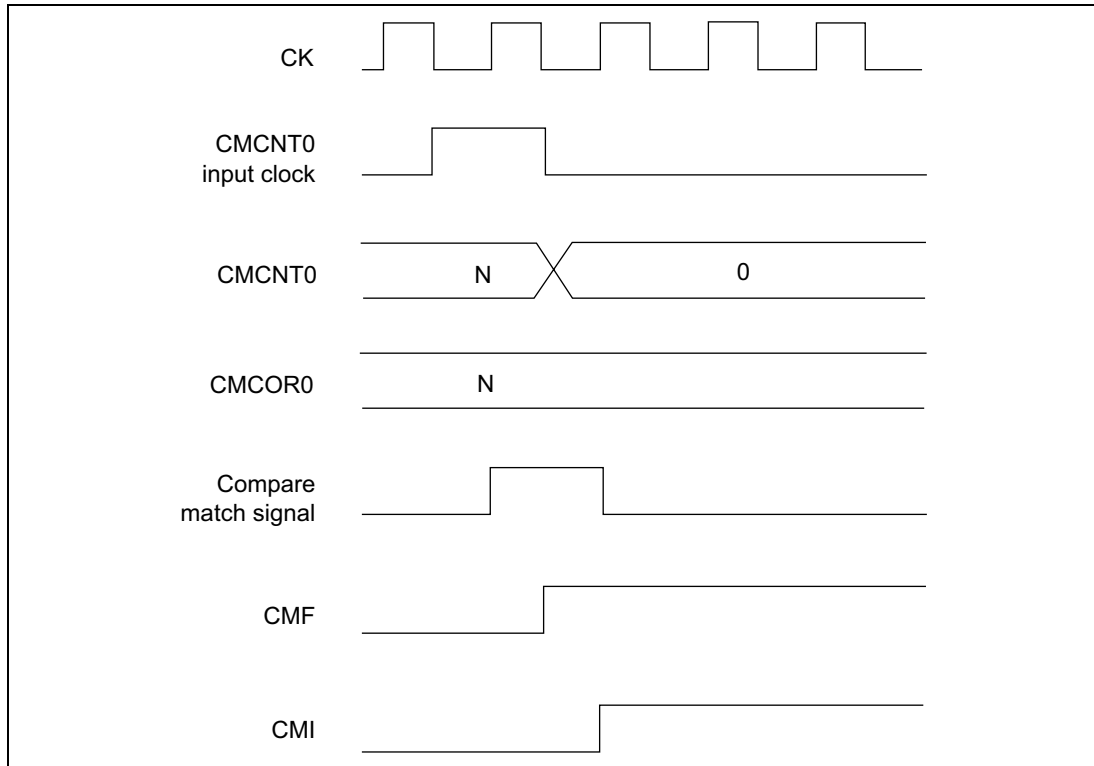 CK
CMCNT0
input clock
CMCNT0
N
0
CMCOR0
N
Compare
match signal
CMF
CMI